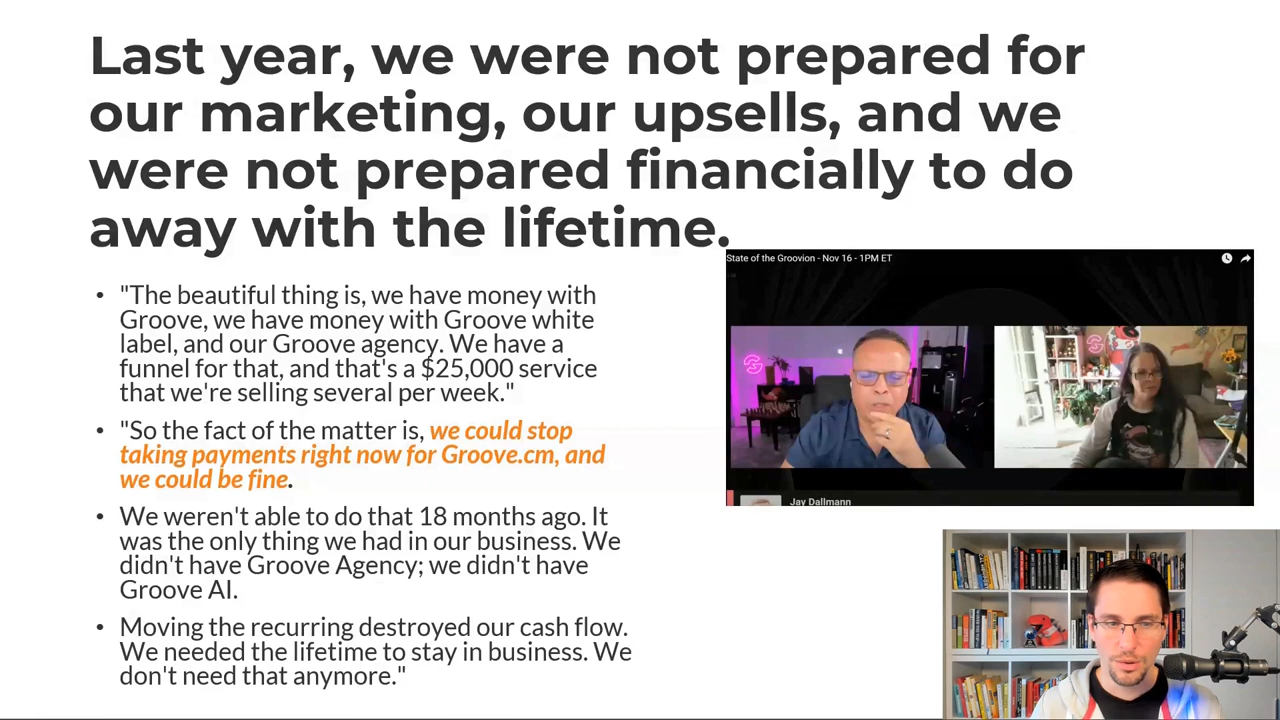 Last year, we were not prepared for
our marketing, our upsells, and we
were not prepared financially to do
away with the lifetime.
State of the Groovion - Nov 16 - 1PM ET
• "The beautiful thing is, we have money with
Groove, we have money with Groove white
label, and our Groove agency. We have a
funnel for that, and that's a $25,000 service
that we're selling several per week."
• "So the fact of the matter is, we could stop
taking payments right now for Groove.cm, and
we could be fine.
• We weren't able to do that 18 months ago. It
was the only thing we had in our business. We
didn't have Groove Agency; we didn't have
Groove AI.
• Moving the recurring destroyed our cash flow.
We needed the lifetime to stay in business. We
don't need that anymore."
Jay Dallmann